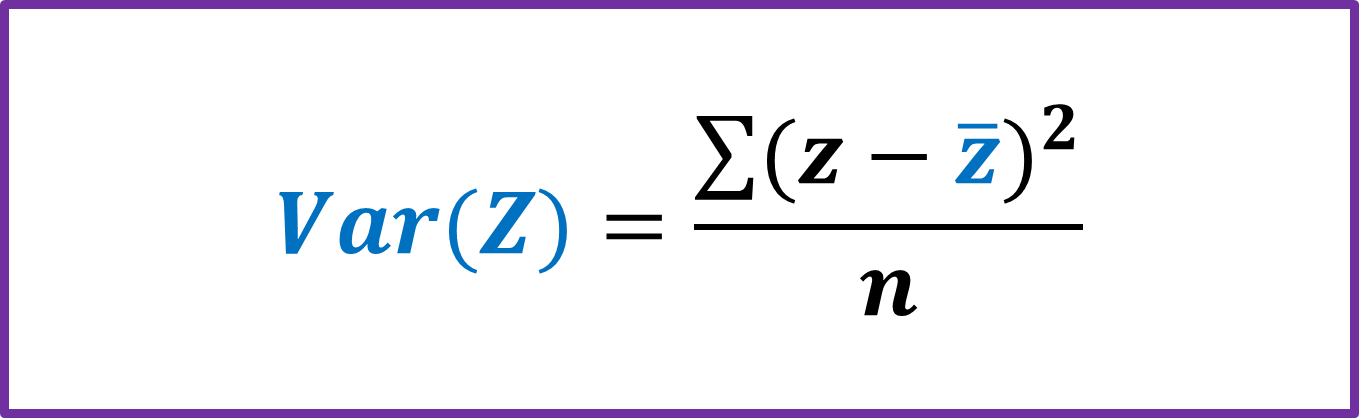 Var(Z) = ∑(z − z̅)² / n